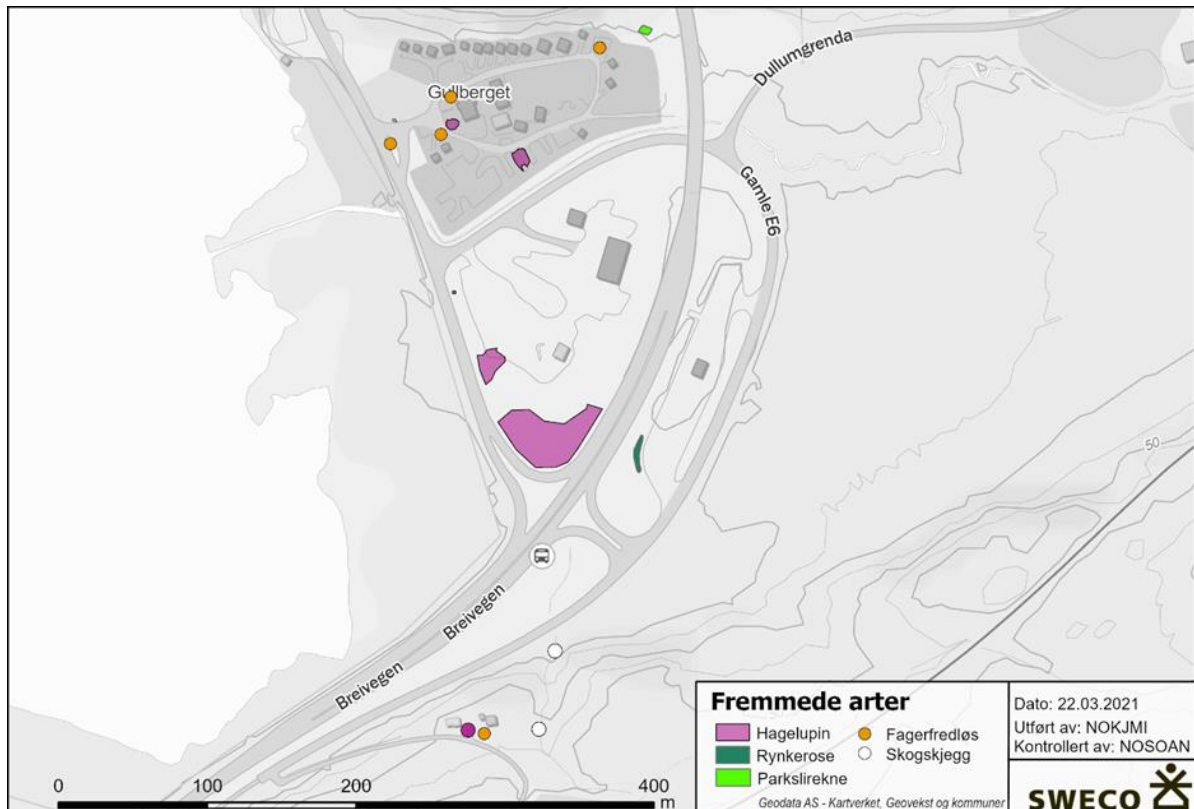 Dullumgrenda
Gullberget
Gamle E6
50
Breivegen
Breivegen
0 100 200 400
m
Fremmede arter
Hagelupin
Rynkerose
Parkslirekne
Fagerfredløs
Skogskjegg
Geodata AS - Kartverket, Geovekst og kommuner
Dato: 22.03.2021
Utført av: NOKJMI
Kontrollert av: NOSOAN
SWECO